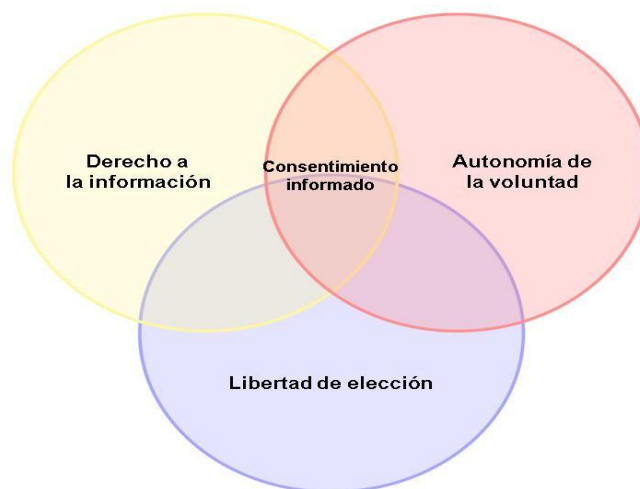 Derecho a
la información
Consentimiento
informado
Autonomía de
la voluntad
Libertad de elección